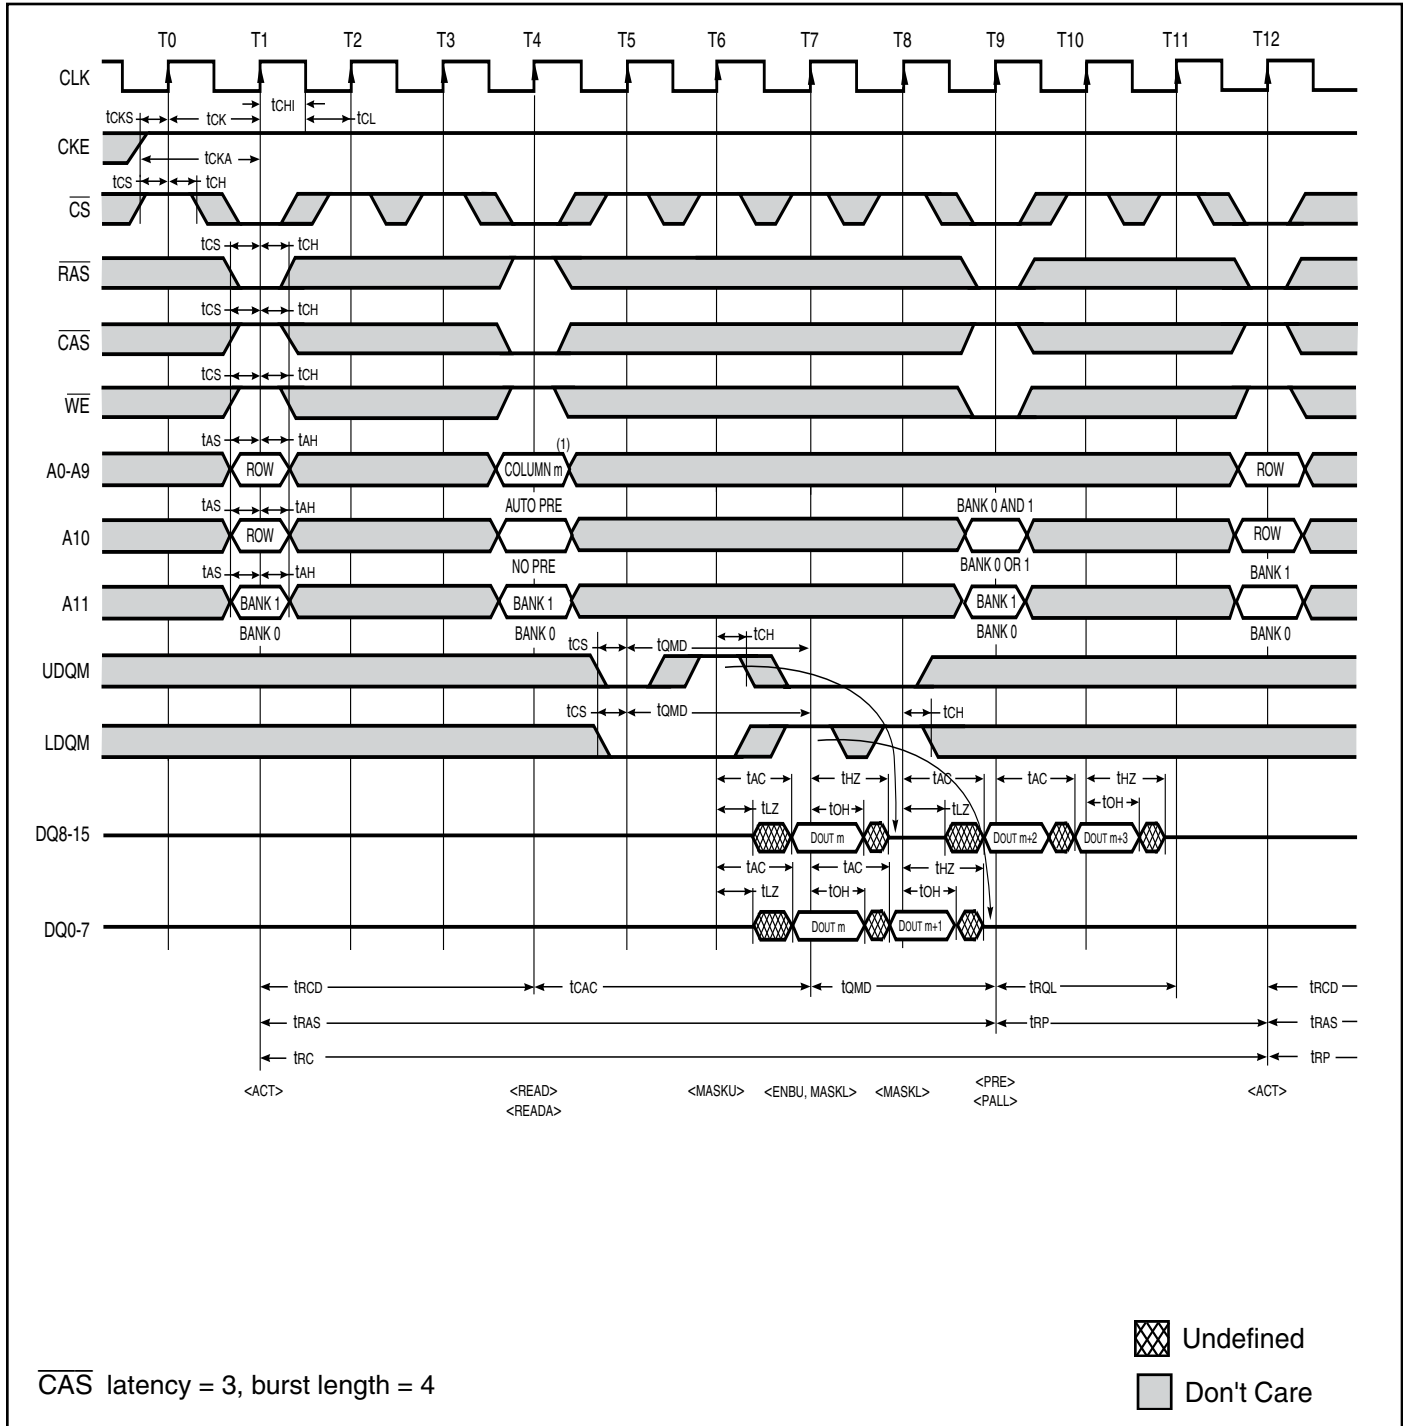 T0 T1 T2 T3 T4 T5 T6 T7 T8 T9 T10 T11 T12
CLK
tCHI
tCKS tCK tCL
CKE
tCKA
tCS tCH
CS
tCS tCH
RAS
tCS tCH
CAS
tCS tCH
WE
tAS tAH (1)
A0-A9 ROW COLUMN m ROW
tAS tAH AUTO PRE BANK 0 AND 1
A10 ROW ROW
NO PRE BANK 0 OR 1
tAS tAH BANK 1
A11 BANK 1 BANK 1 BANK 1
BANK 0 BANK 0 BANK 0 BANK 0
tCS tQMD tCH
UDQM
tCS tQMD tCH
LDQM
tAC tHZ tAC tAC tHZ
tLZ tOH tLZ tOH
DQ8-15 DOUT m DOUT m+2 DOUT m+3
tAC tAC tHZ
tLZ tOH tOH
DQ0-7 DOUT m DOUT m+1
tRCD tCAC tQMD tRQL tRCD
tRAS tRP tRAS
tRC tRP
<ACT> <READ> <MASKU> <ENBU, MASKL> <MASKL> <PRE> <ACT>
<READA> <PALL>
Undefined
CAS latency = 3, burst length = 4
Don't Care